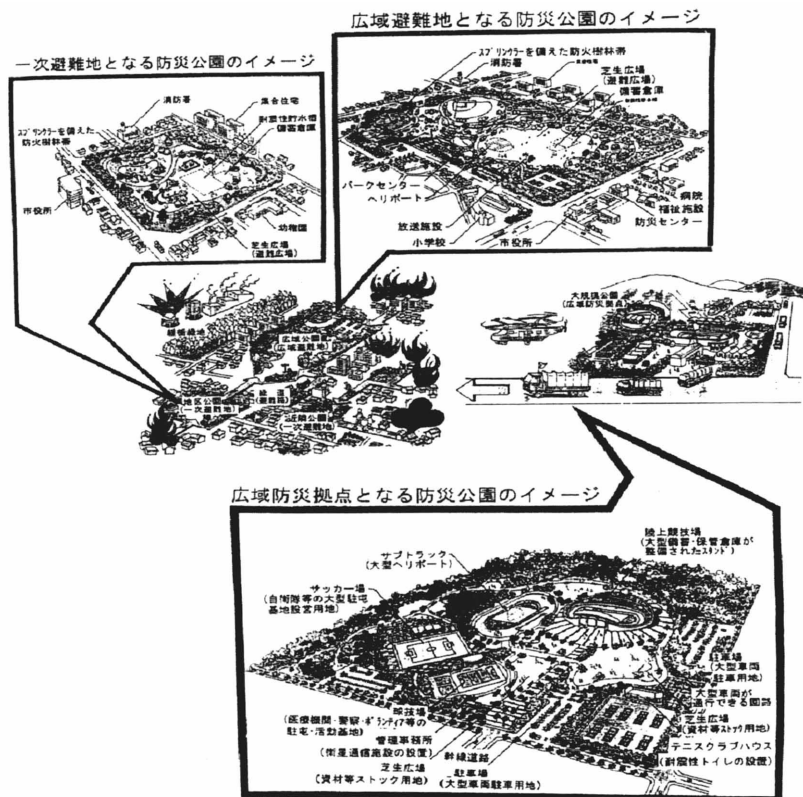 広域避難地となる防災公園のイメージ
一次避難地となる防災公園のイメージ
スプリンクラーを備えた防火樹林帯
消防署
芝生広場
(避難広場)
備蓄倉庫
パークセンター
ヘリポート
放送施設
小学校
市役所
病院
福祉施設
防災センター
消防署
集合住宅
耐震性貯水槽
備蓄倉庫
スプリンクラーを備えた
防火樹林帯
市役所
幼稚園
芝生広場
(避難広場)
緩衝緑地
広域公園
(広域避難地)
緑道
(避難路)
地区公園
(一次避難地)
近隣公園
(一次避難地)
大規模公園
(広域防災拠点)
広域防災拠点となる防災公園のイメージ
陸上競技場
(大型備蓄・保管倉庫が
整備されたスタンド)
サブトラック
(大型ヘリポート)
サッカー場
(自衛隊等の大型駐屯
基地設営用地)
駐車場
(大型車両
駐車用地)
大型車両が
通行できる園路
芝生広場
(資材等ストック用地)
テニスクラブハウス
(耐震性トイレの設置)
球技場
(医療機関・警察・ボランティア等の
駐屯・活動基地)
管理事務所
(衛星通信施設の設置)
芝生広場
(資材等ストック用地)
幹線道路
駐車場
(大型車両駐車用地)